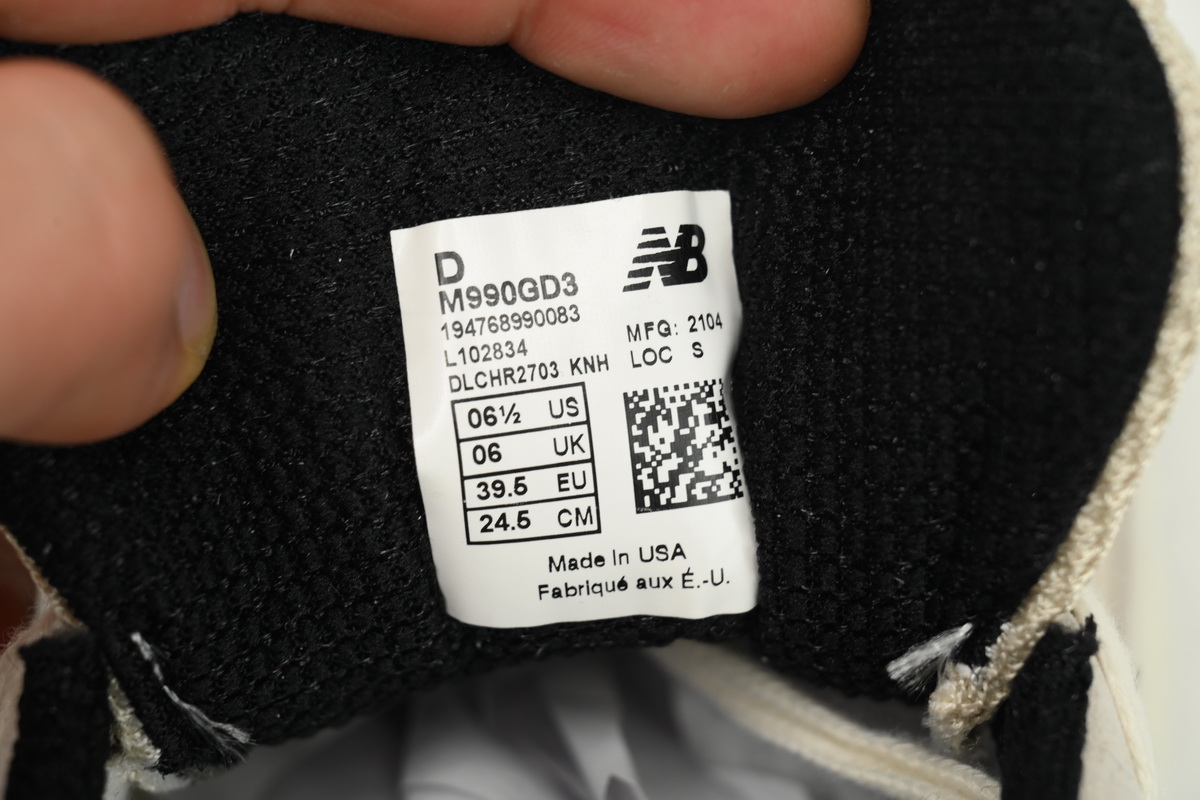 D
M990GD3
194768990083
L102834
DLCHR2703 KNH
NB
MFG: 2104
LOC S
06½ US
06 UK
39.5 EU
24.5 CM
Made In USA
Fabriqué aux É.-U.